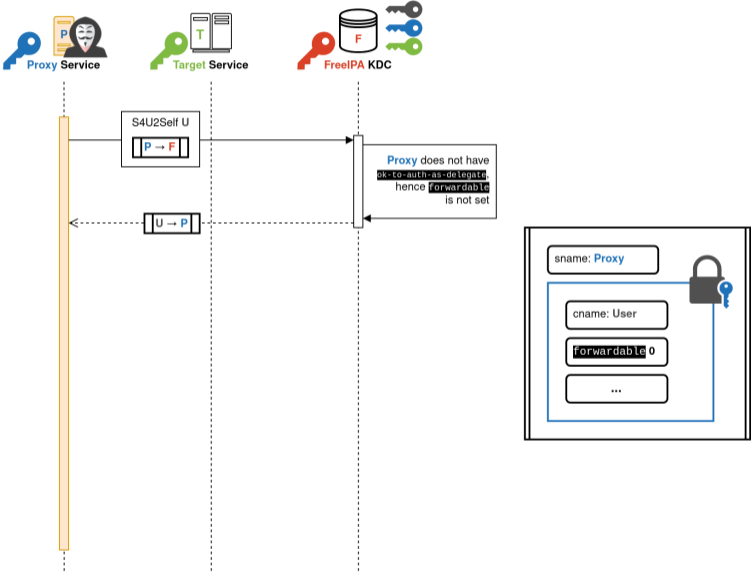 P
T
F
Proxy Service
Target Service
FreeIPA KDC
S4U2Self U
P → F
Proxy does not have
ok-to-auth-as-delegate,
hence forwardable
is not set
U → P
sname: Proxy
cname: User
forwardable 0
...